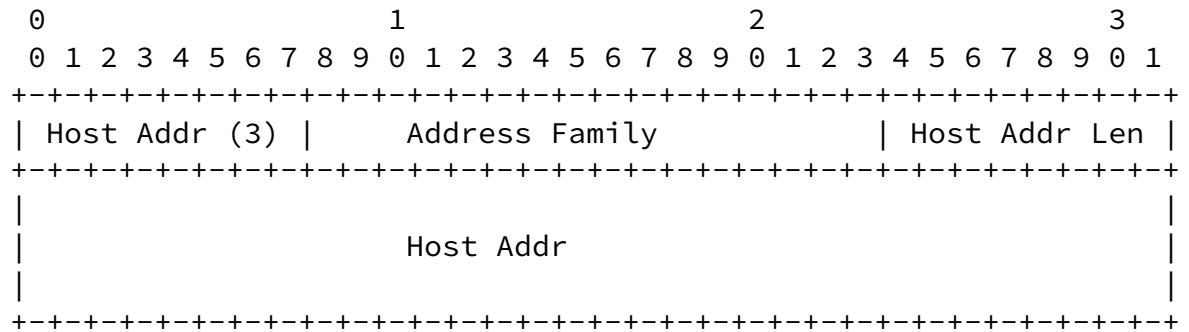 0                   1                   2                   3
 0 1 2 3 4 5 6 7 8 9 0 1 2 3 4 5 6 7 8 9 0 1 2 3 4 5 6 7 8 9 0 1
+-+-+-+-+-+-+-+-+-+-+-+-+-+-+-+-+-+-+-+-+-+-+-+-+-+-+-+-+-+-+-+-+
| Host Addr (3) |     Address Family            | Host Addr Len |
+-+-+-+-+-+-+-+-+-+-+-+-+-+-+-+-+-+-+-+-+-+-+-+-+-+-+-+-+-+-+-+-+
|                                                               |
|                     Host Addr                                 |
|                                                               |
+-+-+-+-+-+-+-+-+-+-+-+-+-+-+-+-+-+-+-+-+-+-+-+-+-+-+-+-+-+-+-+-+